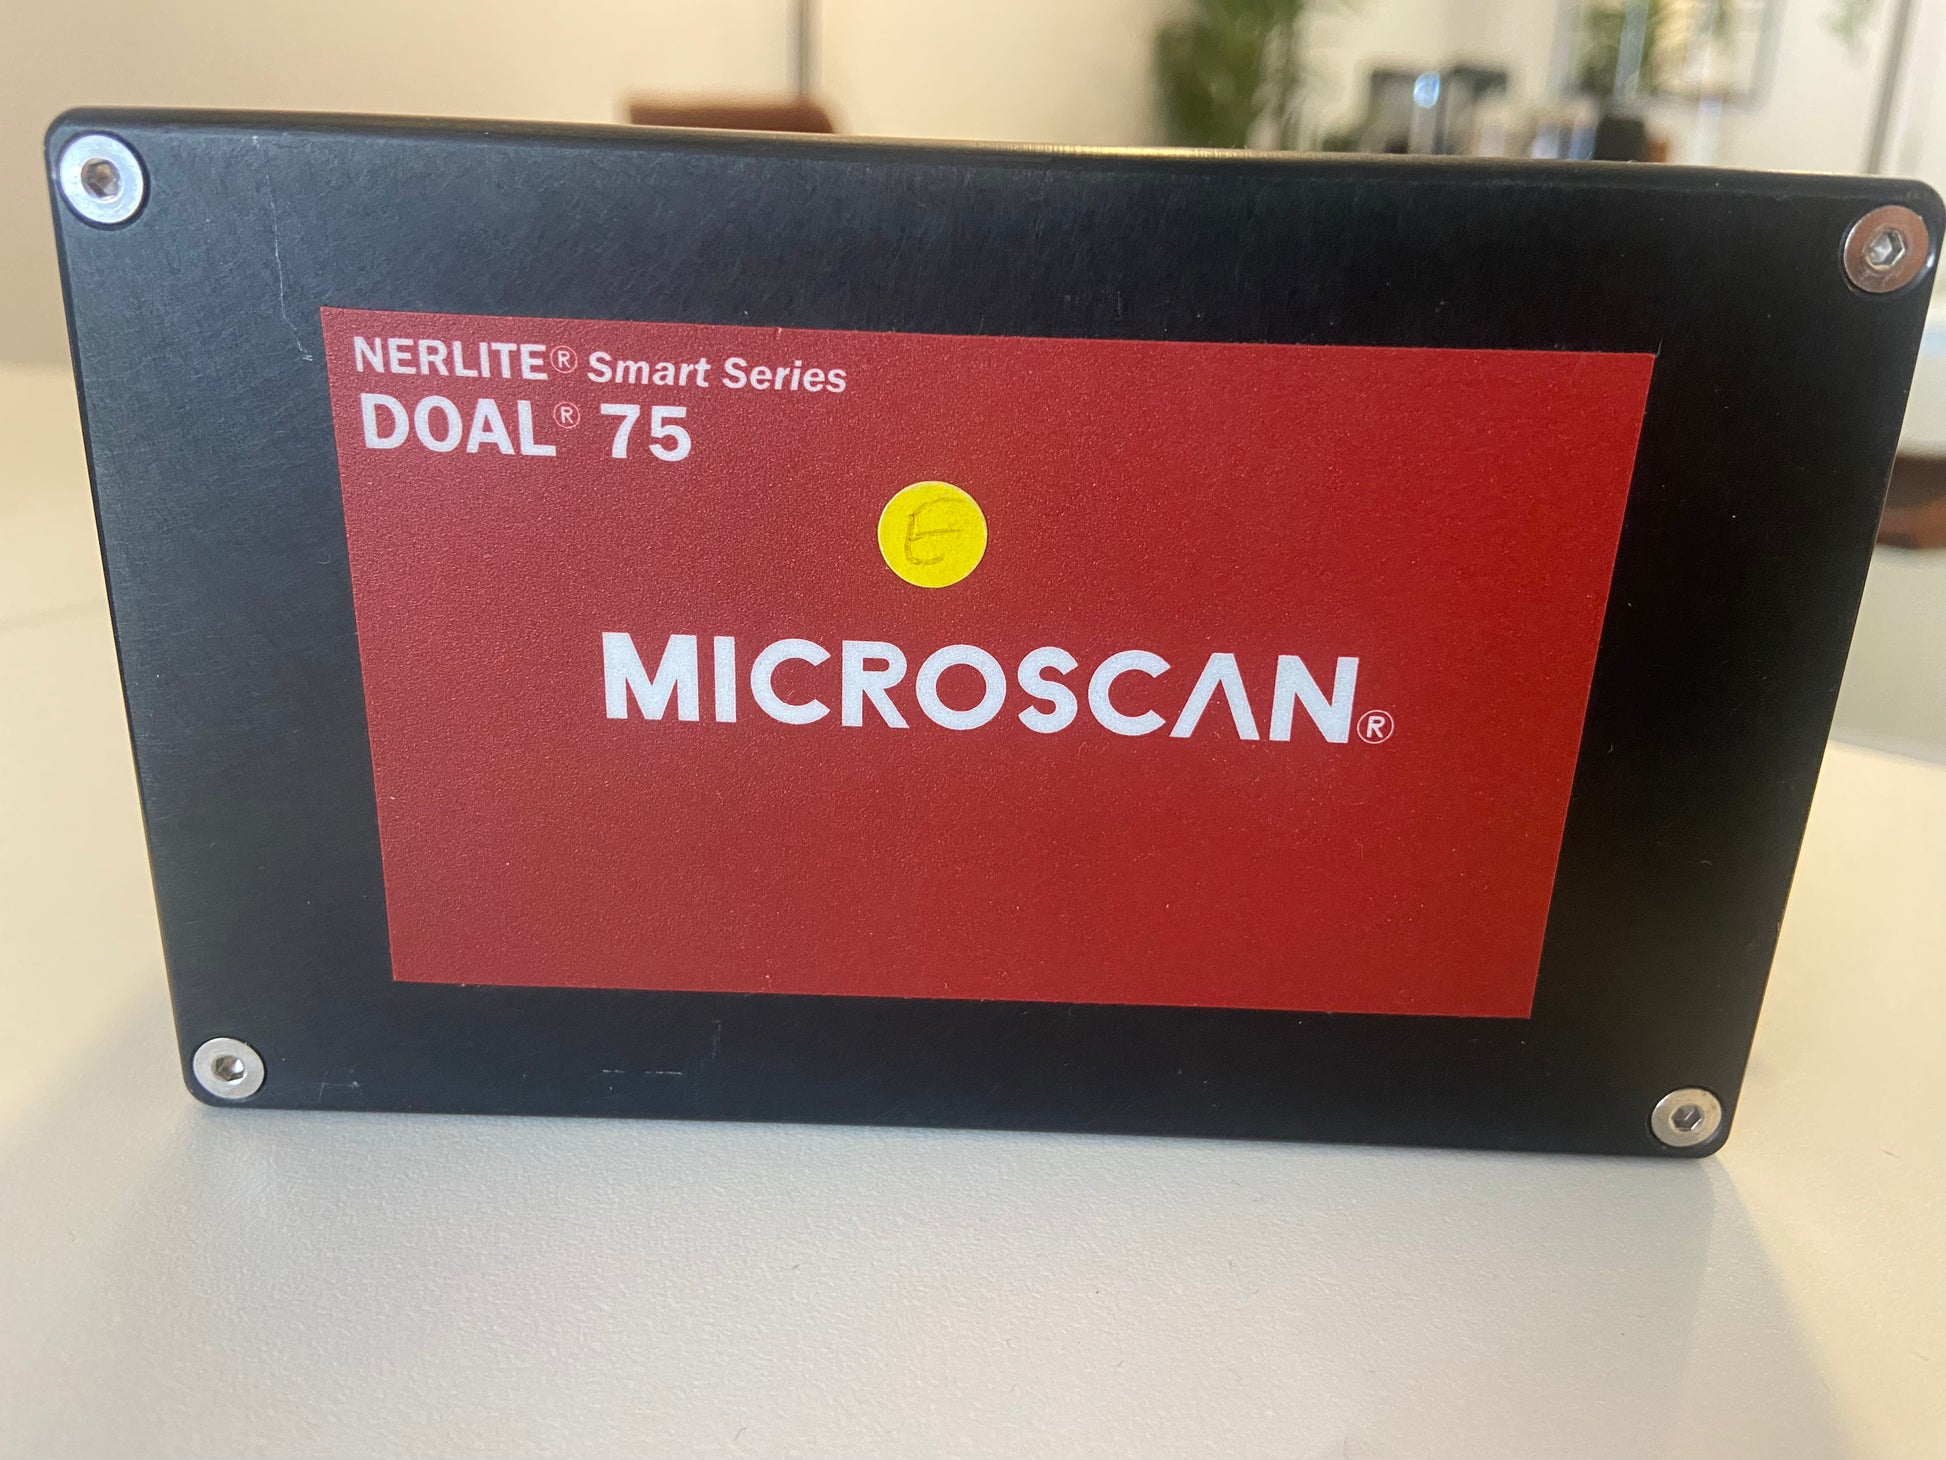 NERLITE® Smart Series
DOAL® 75
E
MICROSCAN®